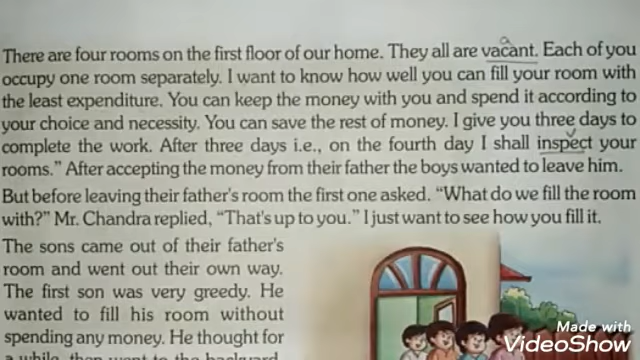 There are four rooms on the first floor of our home. They all are vacant. Each of you
occupy one room separately. I want to know how well you can fill your room with
the least expenditure. You can keep the money with you and spend it according to
your choice and necessity. You can save the rest of money. I give you three days to
complete the work. After three days i.e., on the fourth day I shall inspect your
rooms.” After accepting the money from their father the boys wanted to leave him.
But before leaving their father's room the first one asked. “What do we fill the room
with?” Mr. Chandra replied, “That's up to you.” I just want to see how you fill it.
The sons came out of their father's
room and went out their own way.
The first son was very greedy. He
wanted to fill his room without
spending any money. He thought for
a while, then went to the backyard
Made with
VideoShow